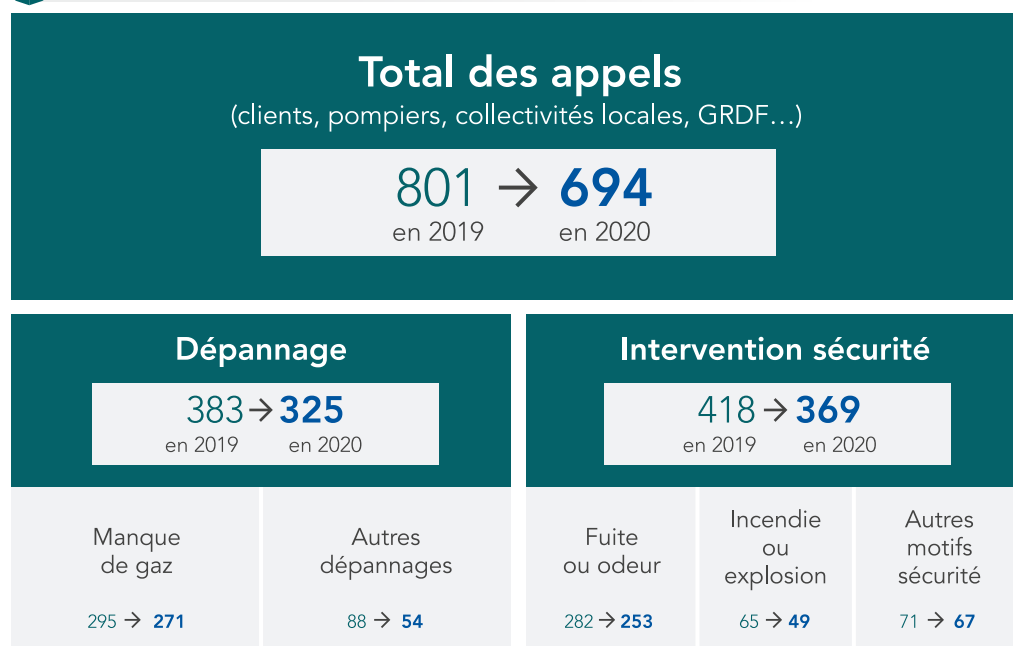 Total des appels
(clients, pompiers, collectivités locales, GRDF…)
801 → 694
en 2019 en 2020
Dépannage
383 → 325
en 2019 en 2020
Manque
de gaz
295 → 271
Autres
dépannages
88 → 54
Intervention sécurité
418 → 369
en 2019 en 2020
Fuite
ou odeur
282 → 253
Incendie
ou
explosion
65 → 49
Autres
motifs
sécurité
71 → 67